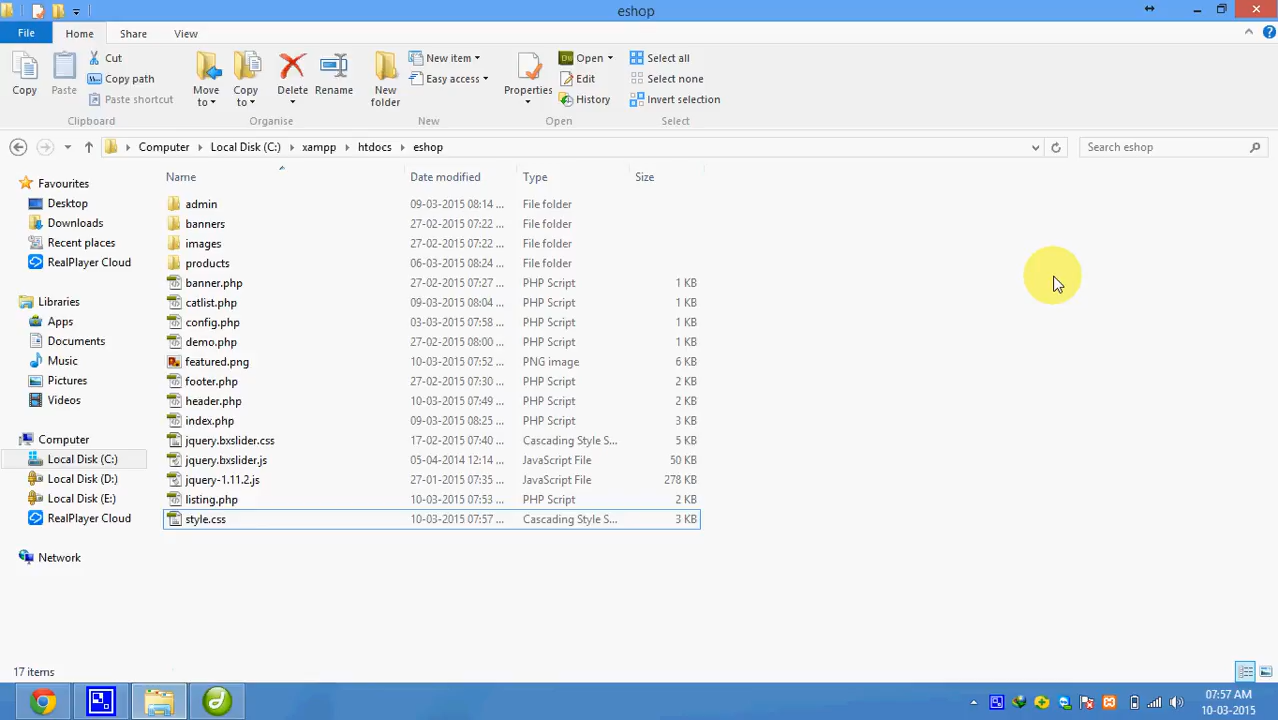 eshop
File Home Share View
Copy Paste Cut Copy path Paste shortcut Move to Copy to Delete Rename New folder New item Easy access Properties Open Edit History Select all Select none Invert selection
Clipboard Organise New Open Select
Computer Local Disk (C:) xampp htdocs eshop Search eshop
Name Date modified Type Size
admin 09-03-2015 08:14 ... File folder
banners 27-02-2015 07:22 ... File folder
images 27-02-2015 07:22 ... File folder
products 06-03-2015 08:24 ... File folder
banner.php 27-02-2015 07:27 ... PHP Script 1 KB
catlist.php 09-03-2015 08:04 ... PHP Script 1 KB
config.php 03-03-2015 07:58 ... PHP Script 1 KB
demo.php 27-02-2015 08:00 ... PHP Script 1 KB
featured.png 10-03-2015 07:52 ... PNG image 6 KB
footer.php 27-02-2015 07:30 ... PHP Script 2 KB
header.php 10-03-2015 07:49 ... PHP Script 2 KB
index.php 09-03-2015 08:25 ... PHP Script 3 KB
jquery.bxslider.css 17-02-2014 07:40 ... Cascading Style S... 5 KB
jquery.bxslider.js 05-04-2014 12:14 ... JavaScript File 50 KB
jquery-1.11.2.js 27-01-2015 07:35 ... JavaScript File 278 KB
listing.php 10-03-2015 07:53 ... PHP Script 2 KB
style.css 10-03-2015 07:57 ... Cascading Style S... 3 KB
Favourites
Desktop
Downloads
Recent places
RealPlayer Cloud
Libraries
Apps
Documents
Music
Pictures
Videos
Computer
Local Disk (C:)
Local Disk (D:)
Local Disk (E:)
RealPlayer Cloud
Network
17 items
07:57 AM
10-03-2015